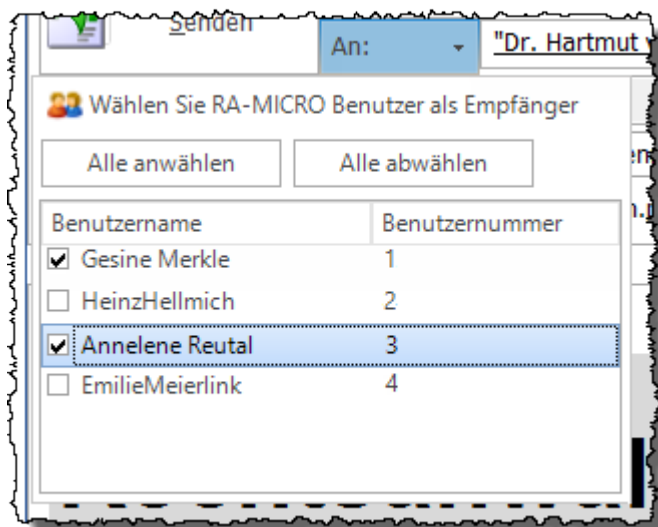 Senden
An:
"Dr. Hartmut
Wählen Sie RA-MICRO Benutzer als Empfänger
Alle anwählen Alle abwählen
Benutzername Benutzernummer
Gesine Merkle 1
HeinzHellmich 2
Annelene Reutal 3
EmilieMeierlink 4